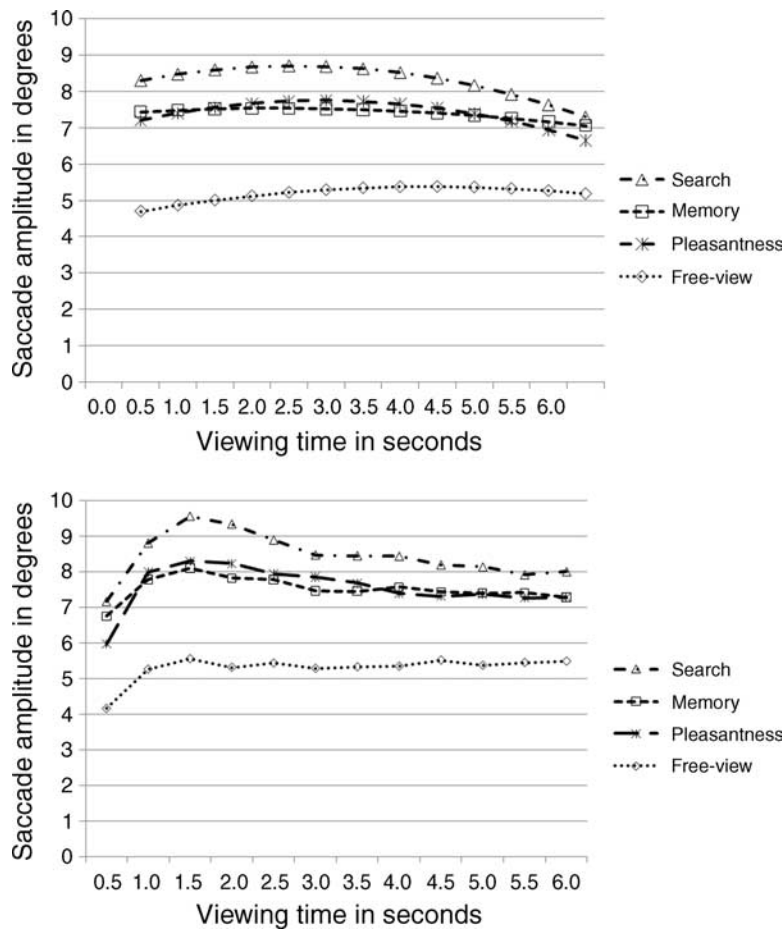 Saccade amplitude in degrees
10
9
8
7
6
5
4
3
2
1
0
0.0 0.5 1.0 1.5 2.0 2.5 3.0 3.5 4.0 4.5 5.0 5.5 6.0
Viewing time in seconds
Search
Memory
Pleasantness
Free-view
Saccade amplitude in degrees
10
9
8
7
6
5
4
3
2
1
0
0.5 1.0 1.5 2.0 2.5 3.0 3.5 4.0 4.5 5.0 5.5 6.0
Viewing time in seconds
Search
Memory
Pleasantness
Free-view